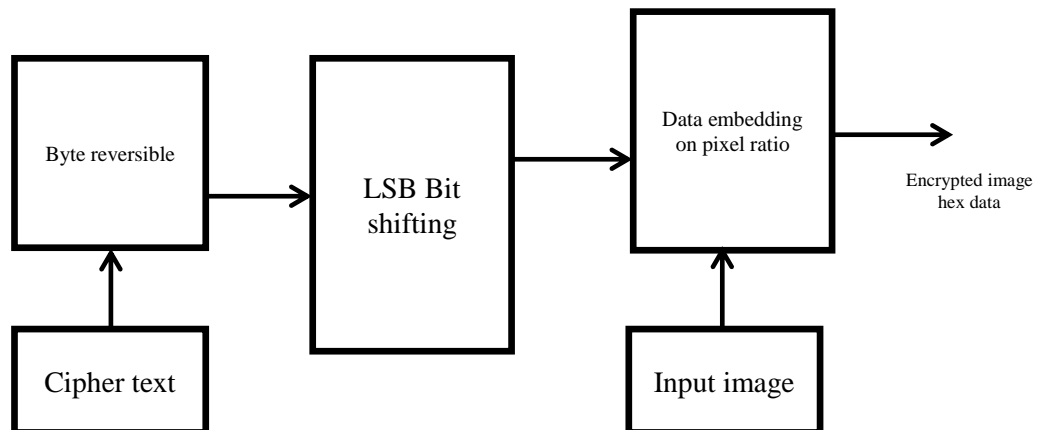 Byte reversible
LSB Bit
shifting
Data embedding
on pixel ratio
Encrypted image
hex data
Cipher text
Input image